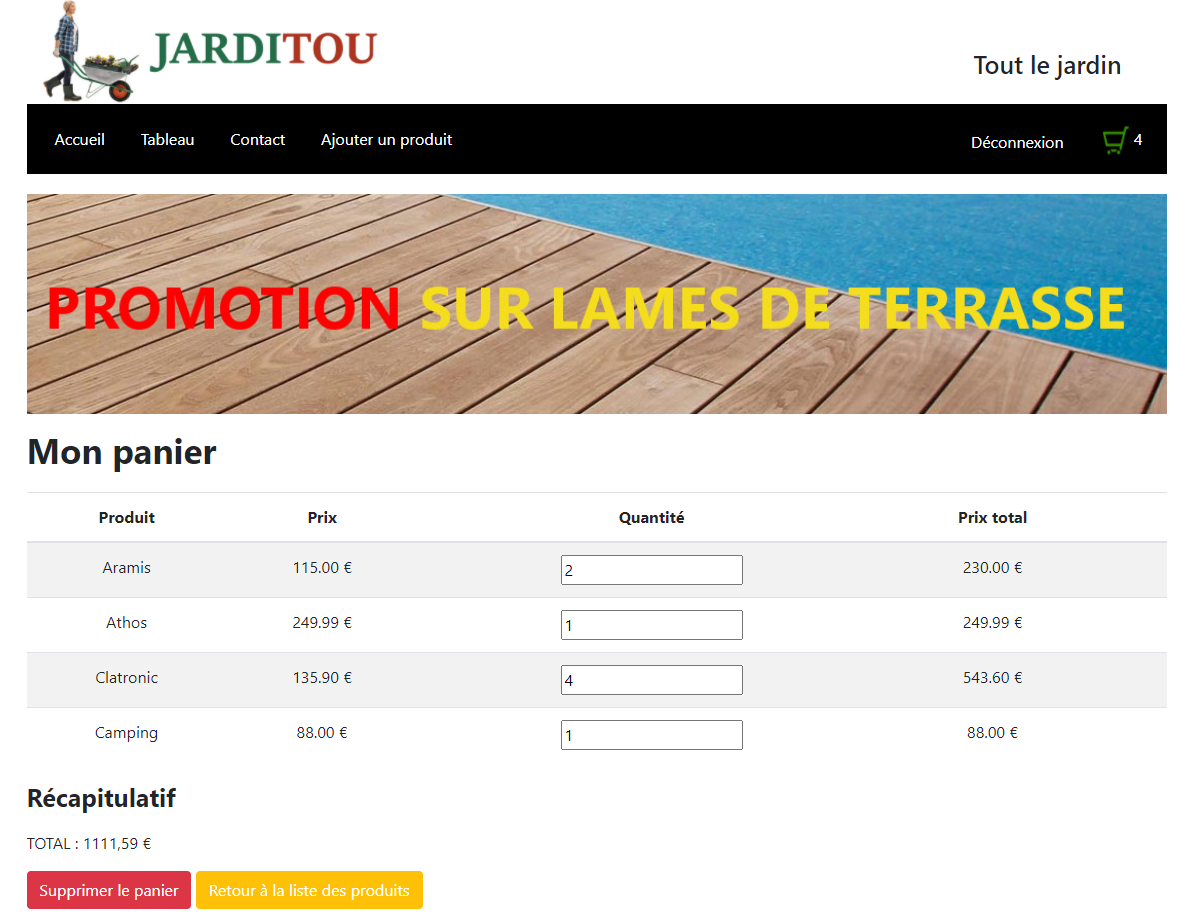 JARDITOU
Tout le jardin
Accueil Tableau Contact Ajouter un produit Déconnexion 4
PROMOTION SUR LAMES DE TERRASSE
Mon panier
Produit Prix Quantité Prix total
Aramis 115.00 € 2 230.00 €
Athos 249.99 € 1 249.99 €
Clatronic 135.90 € 4 543.60 €
Camping 88.00 € 1 88.00 €
Récapitulatif
TOTAL : 1111,59 €
Supprimer le panier Retour à la liste des produits